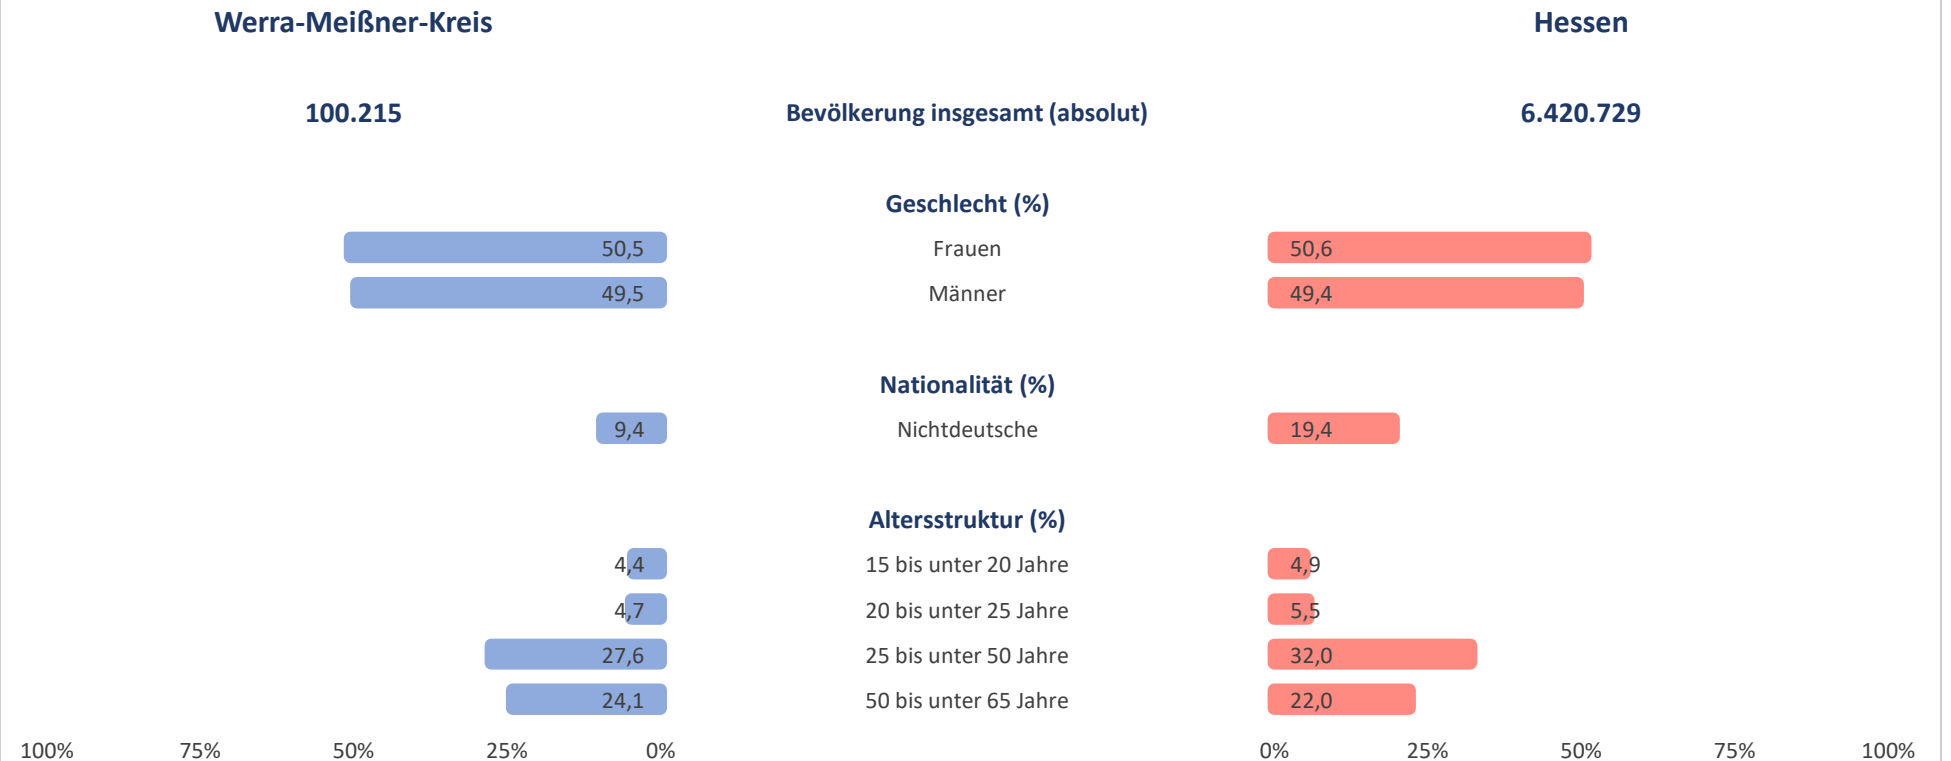 Werra-Meißner-Kreis Hessen
100.215 Bevölkerung insgesamt (absolut) 6.420.729
Geschlecht (%)
50,5 Frauen 50,6
49,5 Männer 49,4
Nationalität (%)
9,4 Nichtdeutsche 19,4
Altersstruktur (%)
4,4 15 bis unter 20 Jahre 4,9
4,7 20 bis unter 25 Jahre 5,5
27,6 25 bis unter 50 Jahre 32,0
24,1 50 bis unter 65 Jahre 22,0
100% 75% 50% 25% 0% 0% 25% 50% 75% 100%